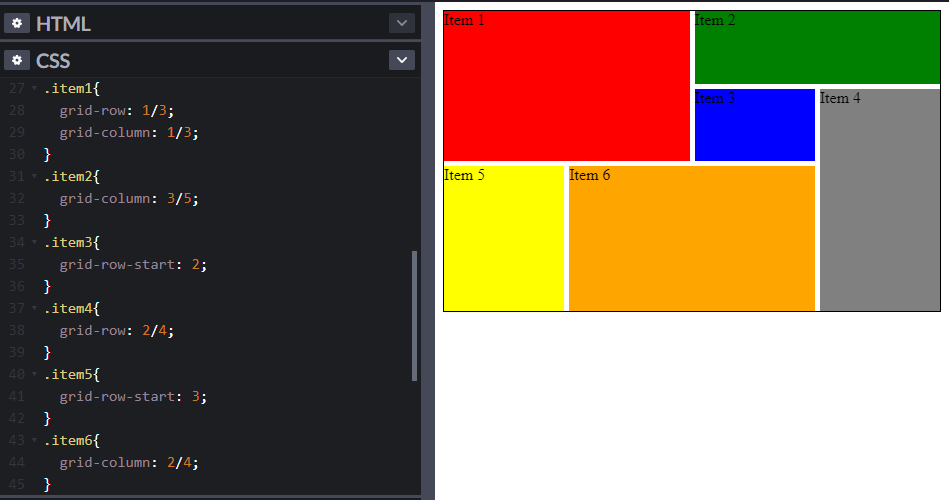 HTML
CSS
27 .item1{
28 grid-row: 1/3;
29 grid-column: 1/3;
30 }
31 .item2{
32 grid-column: 3/5;
33 }
34 .item3{
35 grid-row-start: 2;
36 }
37 .item4{
38 grid-row: 2/4;
39 }
40 .item5{
41 grid-row-start: 3;
42 }
43 .item6{
44 grid-column: 2/4;
45 }
Item 1
Item 2
Item 3
Item 4
Item 5
Item 6